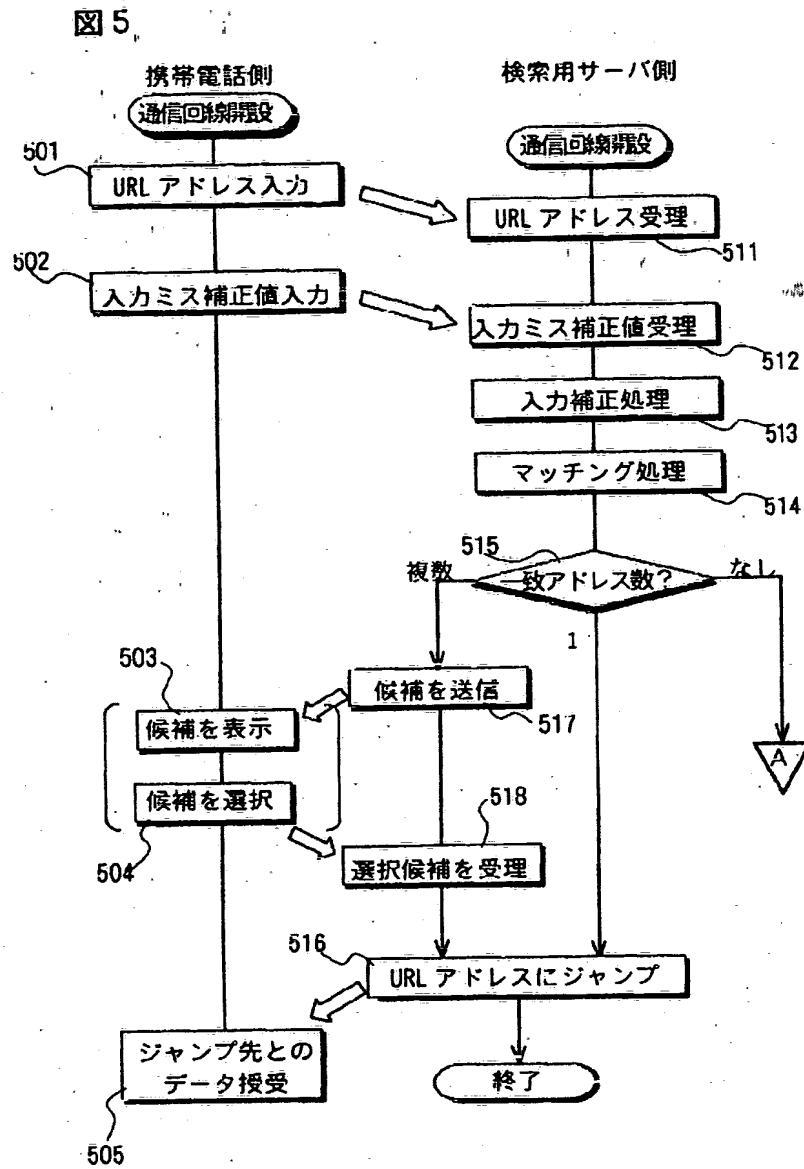 図5
携帯電話側
検索用サーバ側
通信回線開設
通信回線開設
501
URL アドレス入力
URL アドレス受理
511
502
入力ミス補正値入力
入力ミス補正値受理
512
入力補正処理
513
マッチング処理
514
515
複数
一致アドレス数?
なし
1
503
候補を送信
517
候補を表示
A
候補を選択
504
518
選択候補を受理
516
URL アドレスにジャンプ
ジャンプ先との
データ授受
505
終了